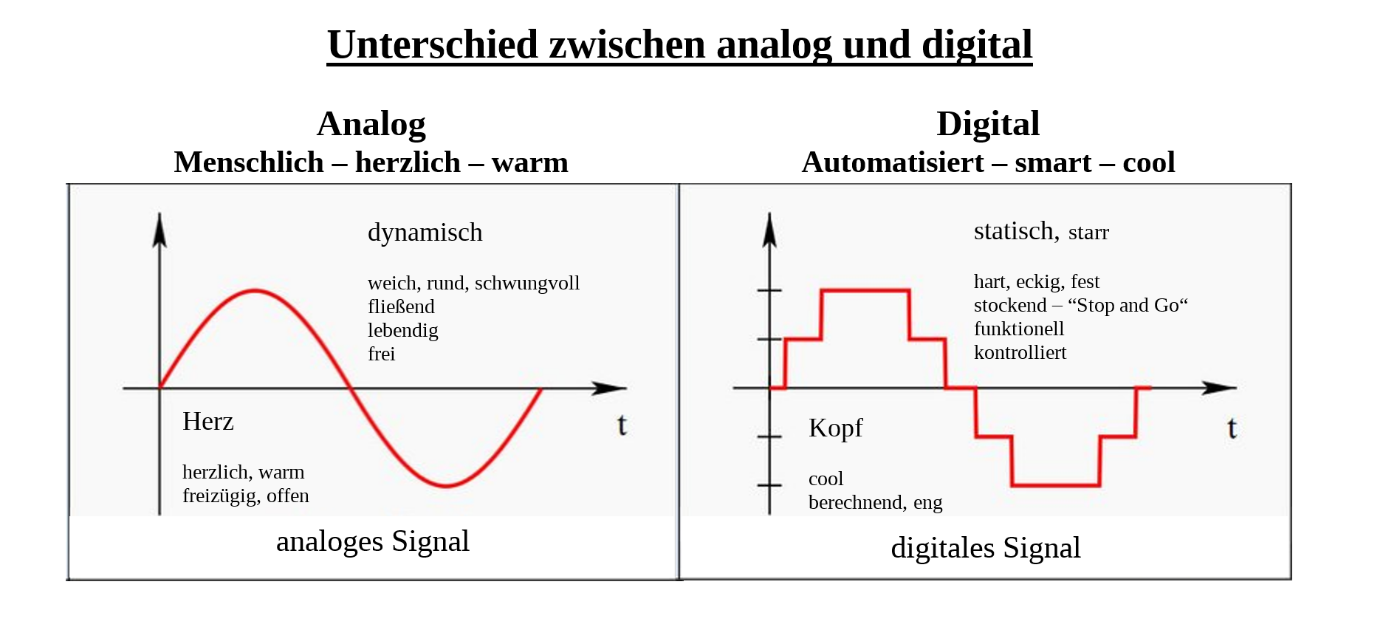 Unterschied zwischen analog und digital
Analog
Menschlich – herzlich – warm
dynamisch
weich, rund, schwungvoll
fließend
lebendig
frei
Herz
t
herzlich, warm
freizügig, offen
analoges Signal
Digital
Automatisiert – smart – cool
statisch, starr
hart, eckig, fest
stockend – “Stop and Go“
funktionell
kontrolliert
Kopf
t
cool
berechnend, eng
digitales Signal